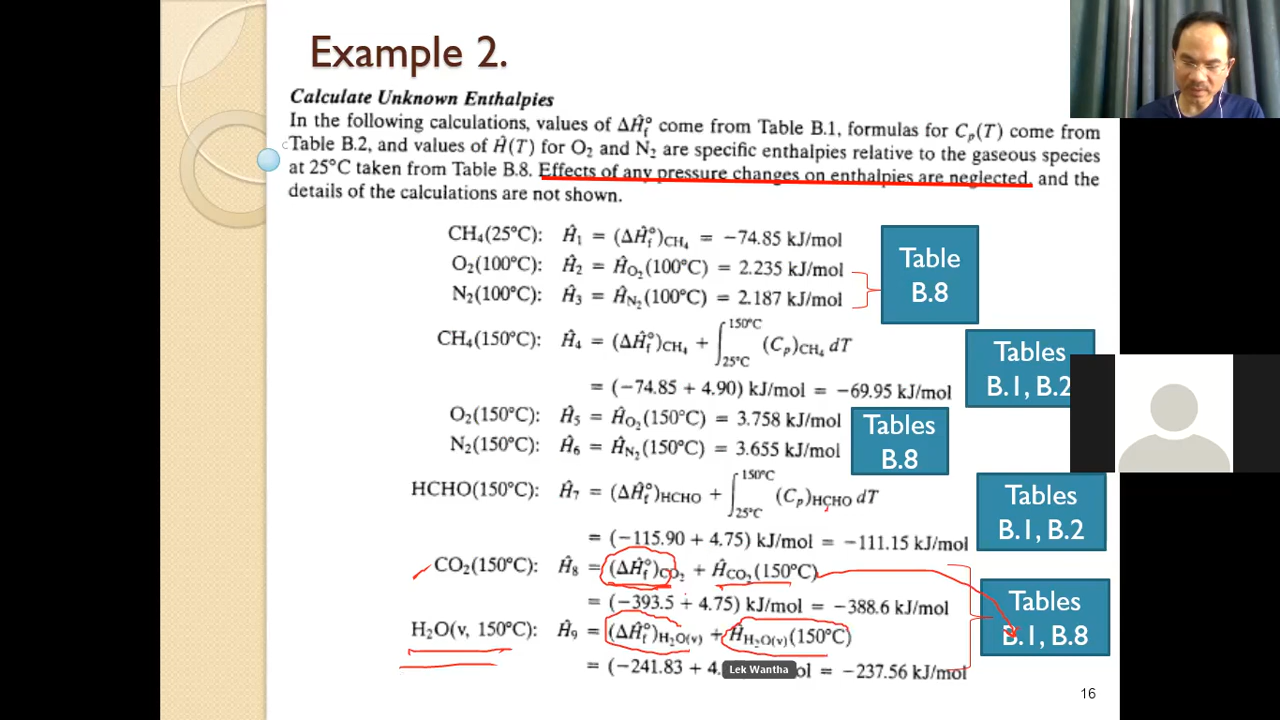 Example 2.
Calculate Unknown Enthalpies
In the following calculations, values of ΔĤ°f come from Table B.1, formulas for Cp(T) come from
Table B.2, and values of Ĥ(T) for O₂ and N₂ are specific enthalpies relative to the gaseous species
at 25°C taken from Table B.8. Effects of any pressure changes on enthalpies are neglected, and the
details of the calculations are not shown.
CH₄(25°C): Ĥ₁ = (ΔĤ°f)CH₄ = −74.85 kJ/mol
O₂(100°C): Ĥ₂ = ĤO₂(100°C) = 2.235 kJ/mol
N₂(100°C): Ĥ₃ = ĤN₂(100°C) = 2.187 kJ/mol
Table
B.8
CH₄(150°C): Ĥ₄ = (ΔĤ°f)CH₄ + ∫25°C 150°C (Cp)CH₄ dT
= (−74.85 + 4.90) kJ/mol = −69.95 kJ/mol
Tables
B.1, B.2
O₂(150°C): Ĥ₅ = ĤO₂(150°C) = 3.758 kJ/mol
N₂(150°C): Ĥ₆ = ĤN₂(150°C) = 3.655 kJ/mol
Tables
B.8
HCHO(150°C): Ĥ₇ = (ΔĤ°f)HCHO + ∫25°C 150°C (Cp)HCHO dT
= (−115.90 + 4.75) kJ/mol = −111.15 kJ/mol
Tables
B.1, B.2
CO₂(150°C): Ĥ₈ = (ΔĤ°f)CO₂ + ĤCO₂(150°C)
= (−393.5 + 4.75) kJ/mol = −388.6 kJ/mol
H₂O(v, 150°C): Ĥ₉ = (ΔĤ°f)H₂O(v) + ĤH₂O(v)(150°C)
= (−241.83 + 4. ol = −237.56 kJ/mol
Tables
B.1, B.8
Lek Wantha
16